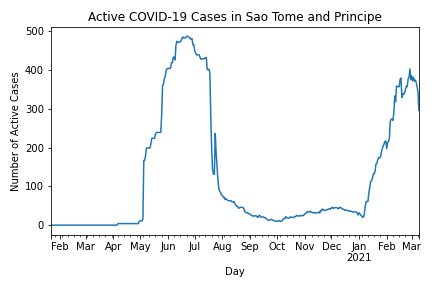 Active COVID-19 Cases in Sao Tome and Principe
Number of Active Cases
500
400
300
200
100
0
Feb Mar Apr May Jun Jul Aug Sep Oct Nov Dec Jan Feb Mar
2021
Day